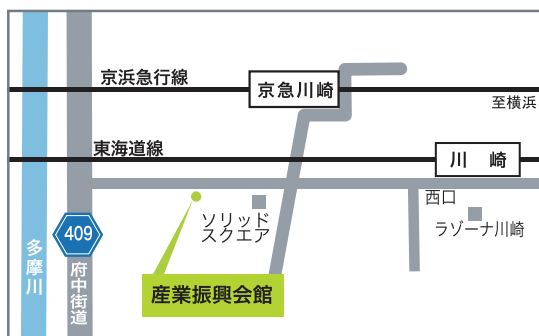 京浜急行線
京急川崎
至横浜
東海道線
川崎
西口
ソリッド
スクエア
ラゾーナ川崎
409
多摩川
府中街道
産業振興会館